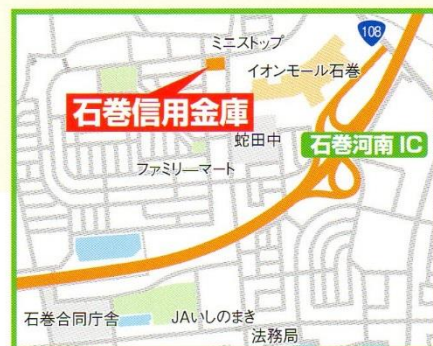 108
ミニストップ
イオンモール石巻
石巻信用金庫
蛇田中
石巻河南 IC
ファミリーマート
石巻合同庁舎
JAいしのまき
法務局